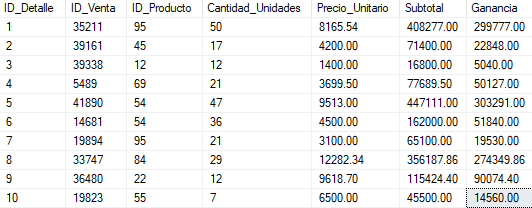 ID_Detalle ID_Venta ID_Producto Cantidad_Unidades Precio_Unitario Subtotal Ganancia
1 35211 95 50 8165.54 408277.00 299777.00
2 39161 45 17 4200.00 71400.00 22848.00
3 39338 12 12 1400.00 16800.00 5040.00
4 5489 69 21 3699.50 77689.50 50127.00
5 41890 54 47 9513.00 447111.00 303291.00
6 14681 54 36 4500.00 162000.00 51840.00
7 19894 95 21 3100.00 65100.00 19530.00
8 33747 84 29 12282.34 356187.86 274349.86
9 36480 22 12 9618.70 115424.40 90074.40
10 19823 55 7 6500.00 45500.00 14560.00